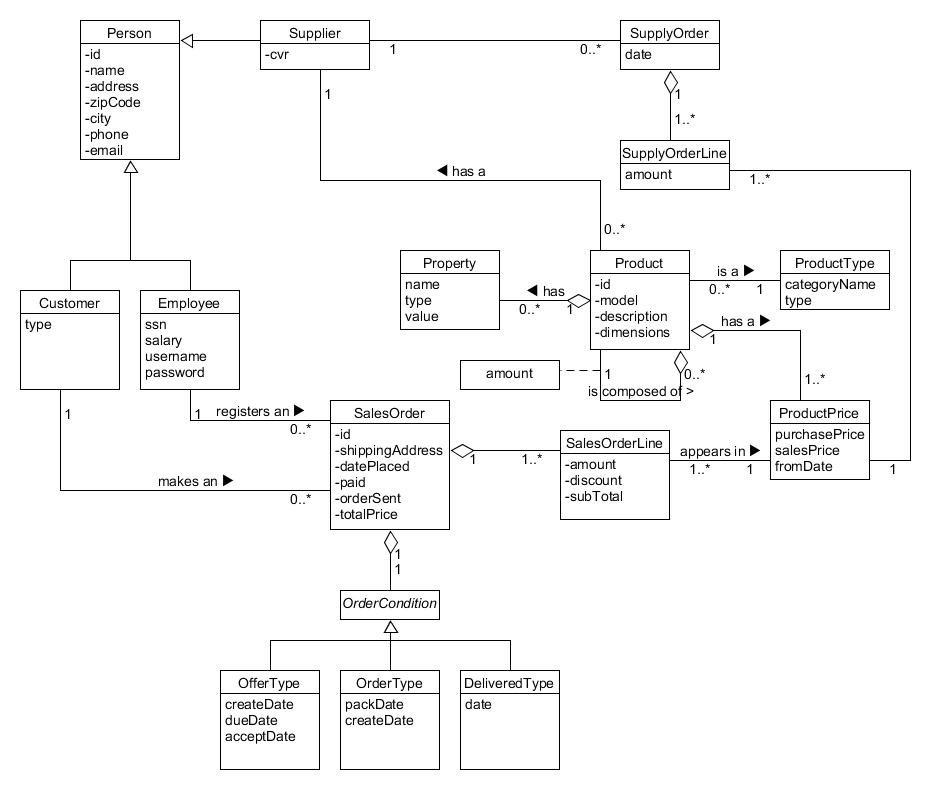 Person
-id
-name
-address
-zipCode
-city
-phone
-email
Supplier
-cvr
1
0..*
SupplyOrder
date
1
1..*
SupplyOrderLine
amount
1..*
1
◀ has a
0..*
Property
name
type
value
◀ has
0..*
1
Product
-id
-model
-description
-dimensions
is a ▶
0..*
1
ProductType
categoryName
type
has a ▶
1
1..*
amount
1
0..*
is composed of >
Customer
type
Employee
ssn
salary
username
password
1
1
registers an ▶
0..*
makes an ▶
0..*
SalesOrder
-id
-shippingAddress
-datePlaced
-paid
-orderSent
-totalPrice
1
1..*
SalesOrderLine
-amount
-discount
-subTotal
appears in ▶
1..*
1
ProductPrice
purchasePrice
salesPrice
fromDate
1
1
1
OrderCondition
OfferType
createDate
dueDate
acceptDate
OrderType
packDate
createDate
DeliveredType
date